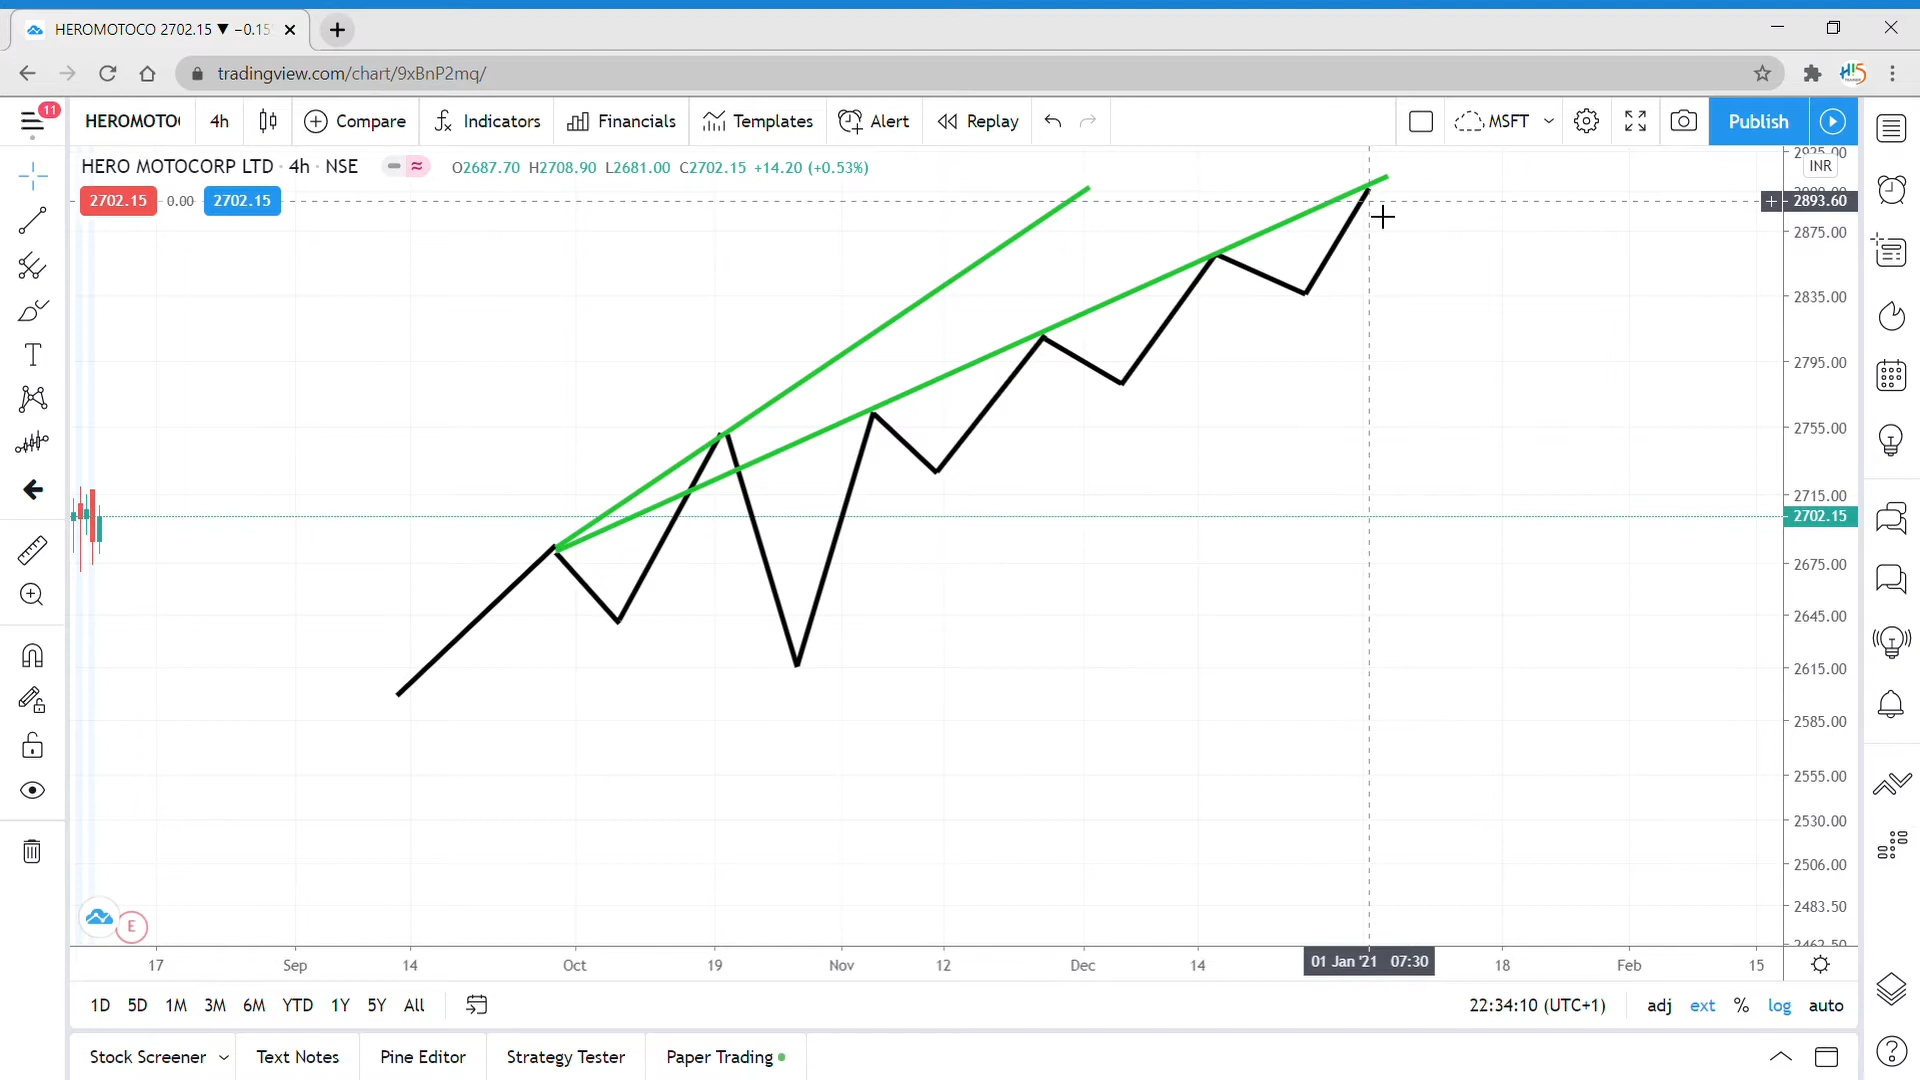 HEROMOTOCO 2702.15 ▼ −0.15
tradingview.com/chart/9xBnP2mq/
11
HEROMOTO
4h
Compare
Indicators
Financials
Templates
Alert
Replay
MSFT
Publish
HERO MOTOCORP LTD · 4h · NSE
O2687.70 H2708.90 L2681.00 C2702.15 +14.20 (+0.53%)
2702.15
0.00
2702.15
INR
2925.00
2893.60
2875.00
2835.00
2795.00
2755.00
2715.00
2702.15
2675.00
2645.00
2615.00
2585.00
2555.00
2530.00
2506.00
2483.50
2462.50
E
17
Sep
14
Oct
19
Nov
12
Dec
14
01 Jan '21 07:30
18
Feb
15
1D 5D 1M 3M 6M YTD 1Y 5Y All
22:34:10 (UTC+1)
adj
ext
%
log
auto
Stock Screener
Text Notes
Pine Editor
Strategy Tester
Paper Trading